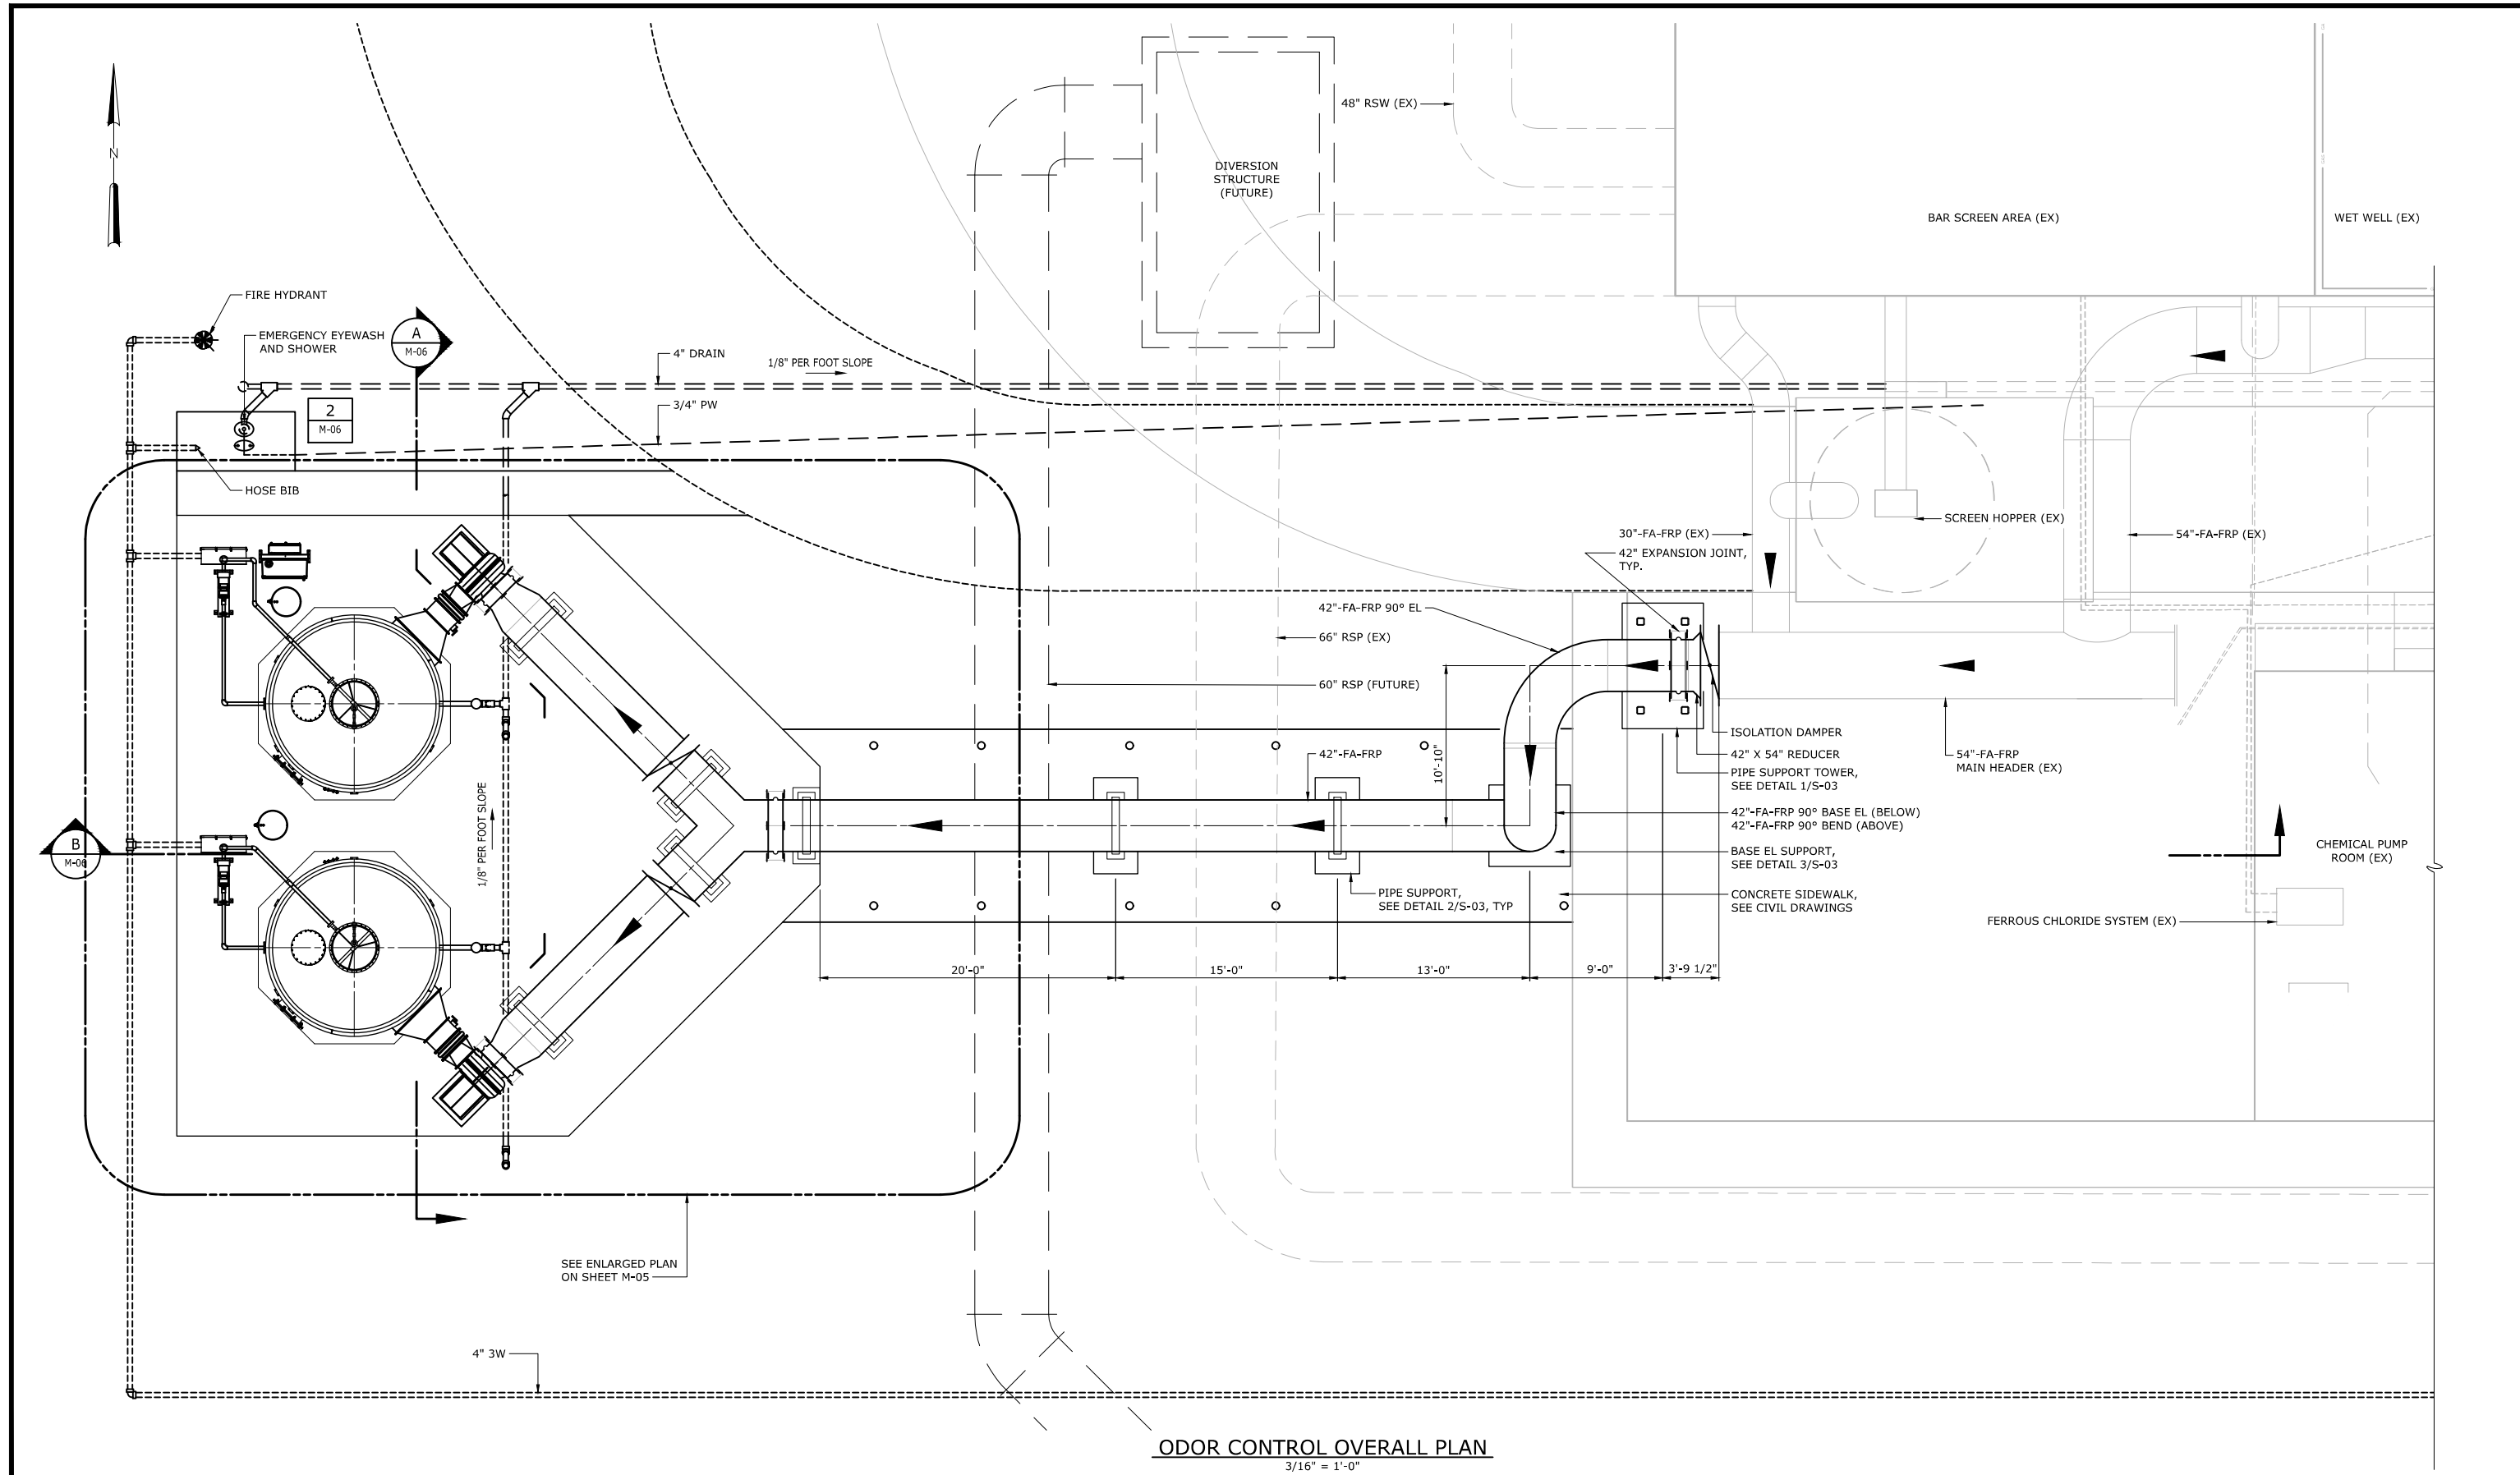 48" RSW (EX)
N
DIVERSION
STRUCTURE
(FUTURE)
BAR SCREEN AREA (EX)
WET WELL (EX)
FIRE HYDRANT
EMERGENCY EYEWASH
AND SHOWER
A
M-06
4" DRAIN
1/8" PER FOOT SLOPE
3/4" PW
2
M-06
HOSE BIB
SCREEN HOPPER (EX)
30"-FA-FRP (EX)
54"-FA-FRP (EX)
42" EXPANSION JOINT,
TYP.
42"-FA-FRP 90° EL
66" RSP (EX)
60" RSP (FUTURE)
ISOLATION DAMPER
42" X 54" REDUCER
54"-FA-FRP
MAIN HEADER (EX)
42"-FA-FRP
10'-10"
PIPE SUPPORT TOWER,
SEE DETAIL 1/S-03
1/8" PER FOOT SLOPE
42"-FA-FRP 90° BASE EL (BELOW)
42"-FA-FRP 90° BEND (ABOVE)
B
M-06
BASE EL SUPPORT,
SEE DETAIL 3/S-03
CHEMICAL PUMP
ROOM (EX)
PIPE SUPPORT,
SEE DETAIL 2/S-03, TYP
CONCRETE SIDEWALK,
SEE CIVIL DRAWINGS
FERROUS CHLORIDE SYSTEM (EX)
20'-0"
15'-0"
13'-0"
9'-0"
3'-9 1/2"
SEE ENLARGED PLAN
ON SHEET M-05
4" 3W
ODOR CONTROL OVERALL PLAN
3/16" = 1'-0"